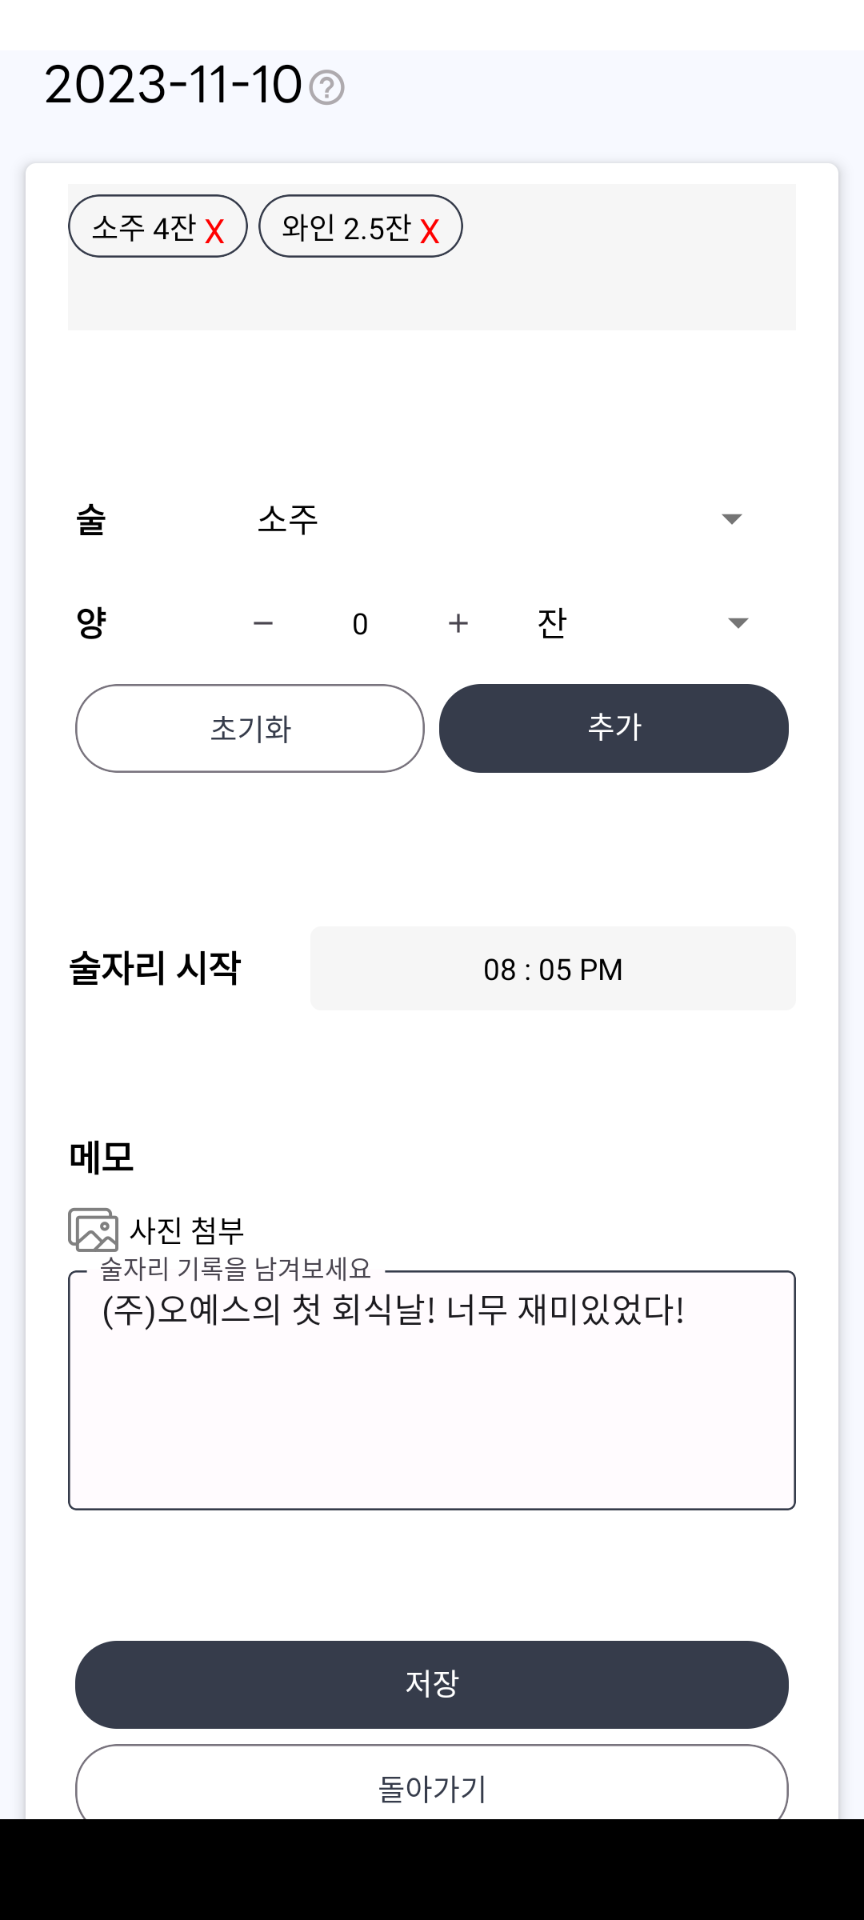 2023-11-10
소주 4잔 X 와인 2.5잔 X
술 소주
양 − 0 + 잔
초기화 추가
술자리 시작 08 : 05 PM
메모
사진 첨부
술자리 기록을 남겨보세요
(주)오예스의 첫 회식날! 너무 재미있었다!
저장
돌아가기